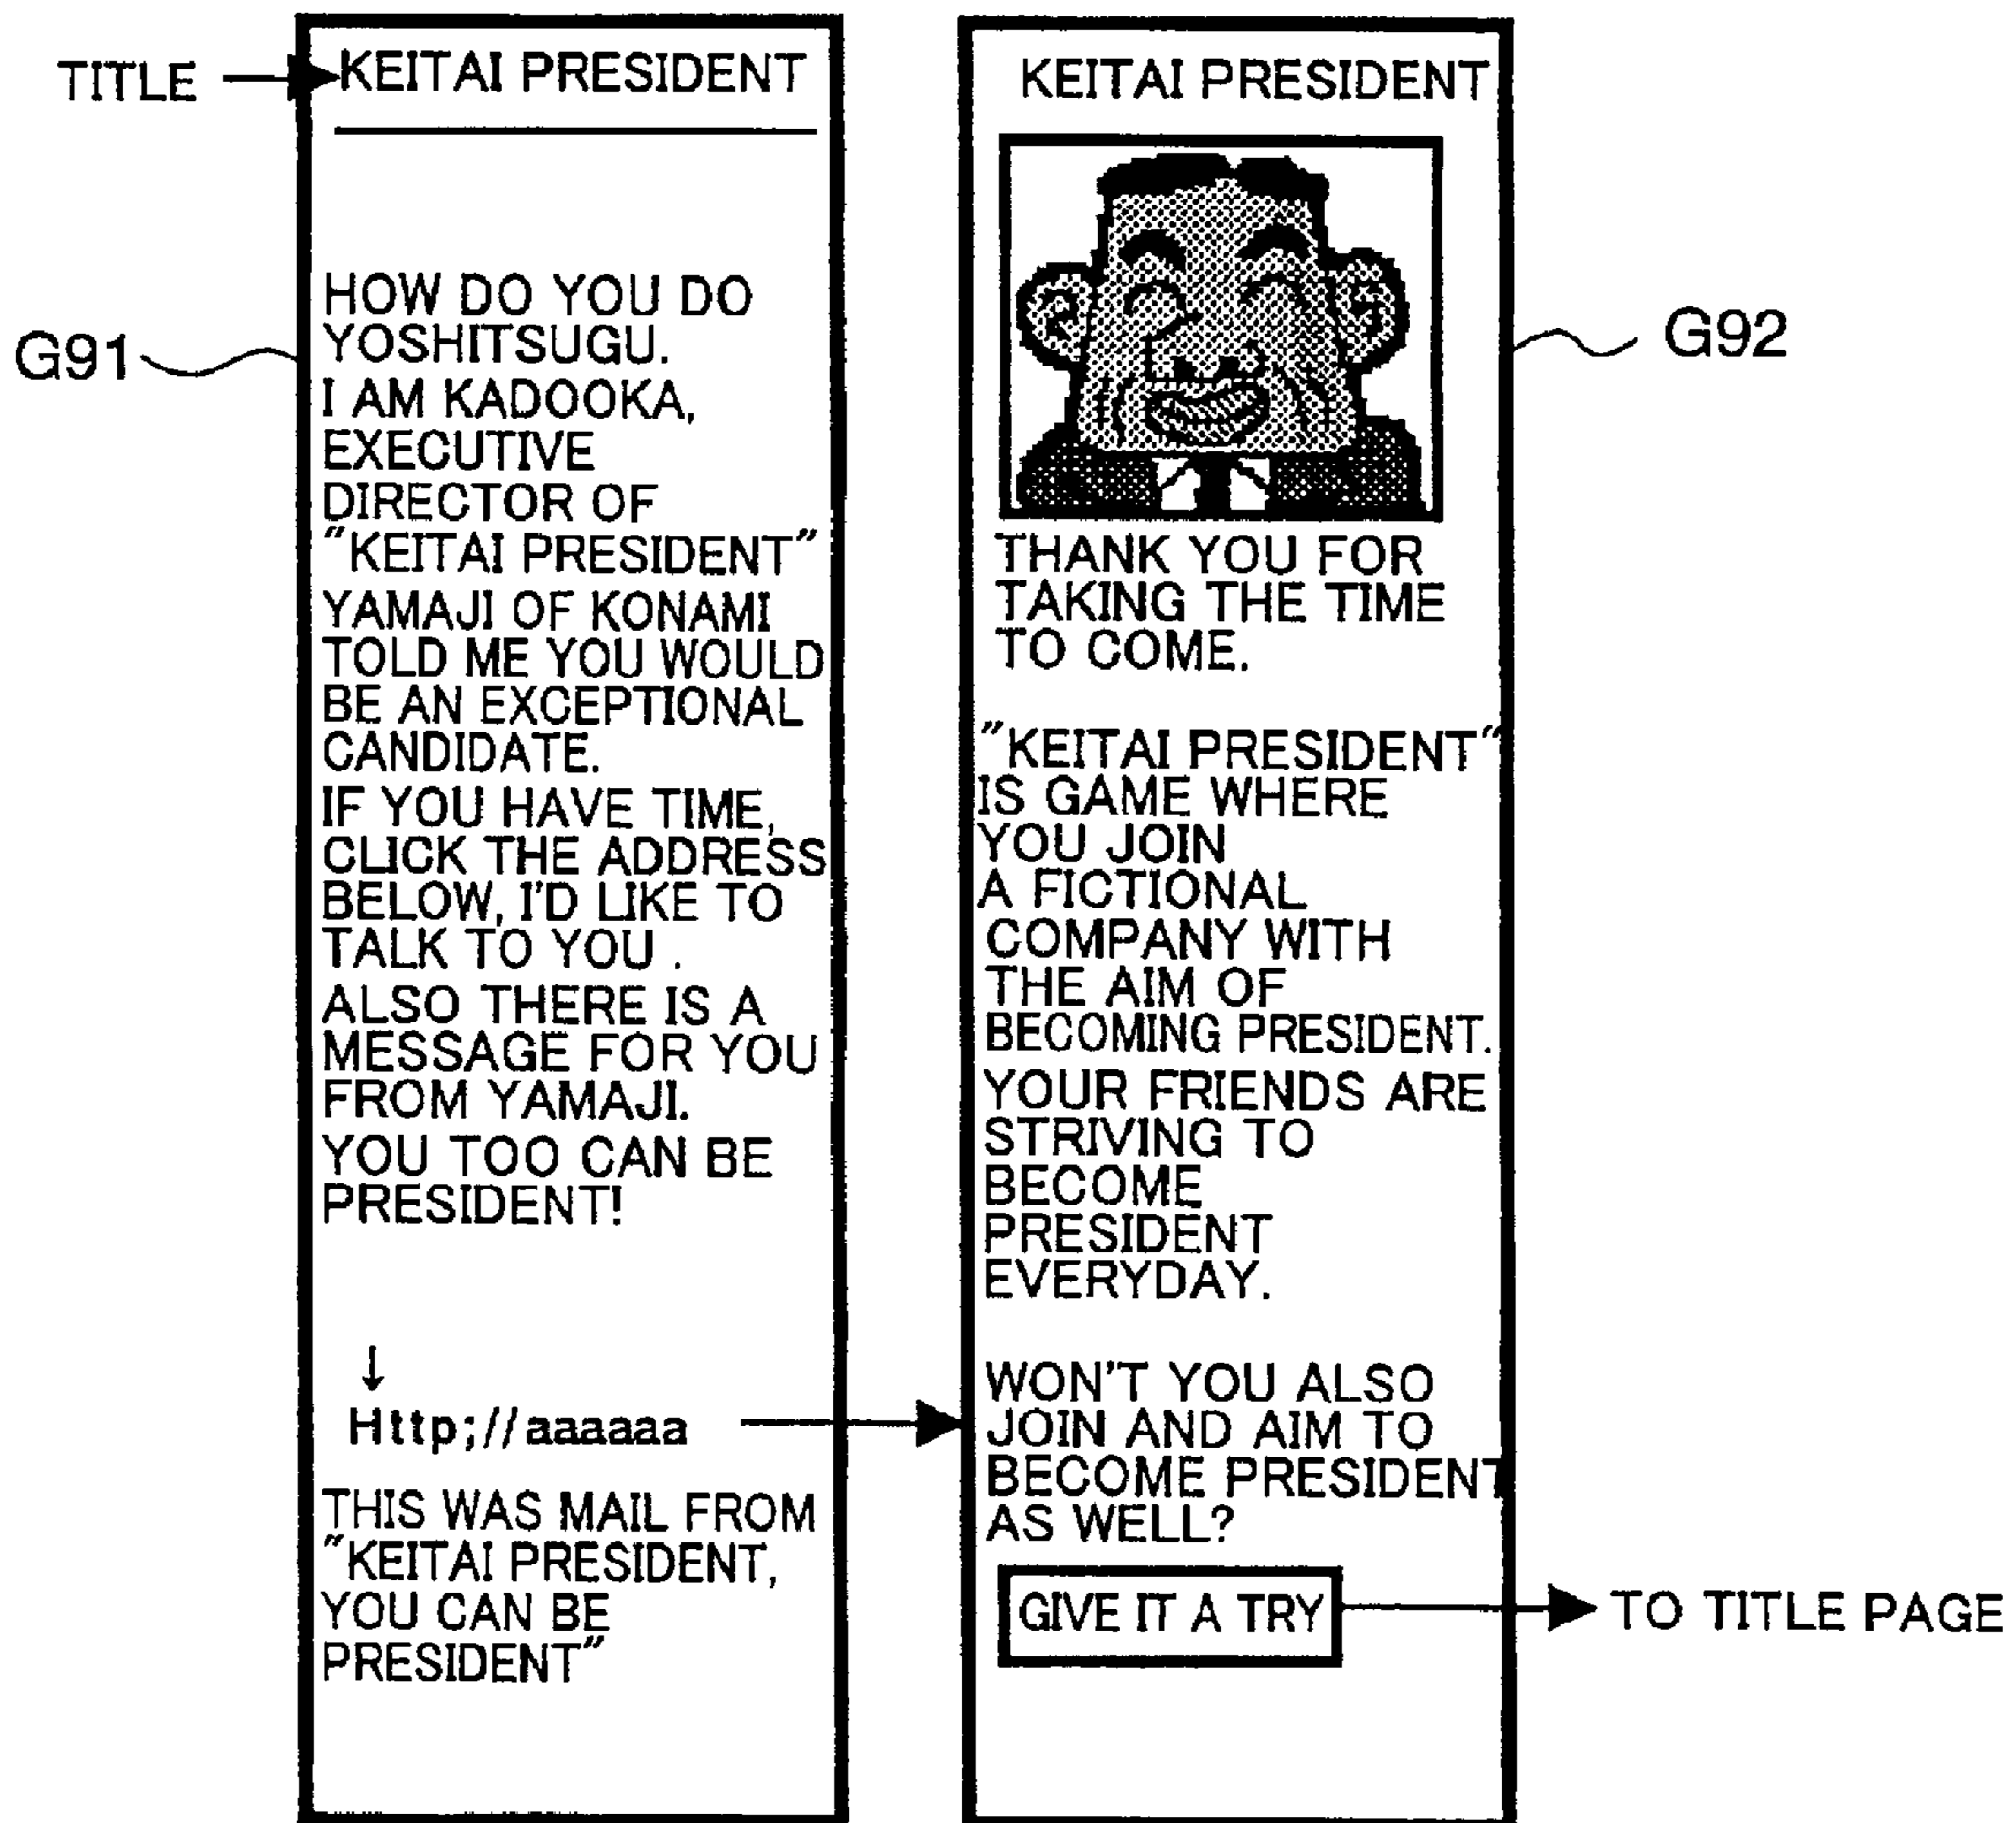 TITLE
KEITAI PRESIDENT
G91
HOW DO YOU DO
YOSHITSUGU.
I AM KADOOKA,
EXECUTIVE
DIRECTOR OF
"KEITAI PRESIDENT"
YAMAJI OF KONAMI
TOLD ME YOU WOULD
BE AN EXCEPTIONAL
CANDIDATE.
IF YOU HAVE TIME,
CLICK THE ADDRESS
BELOW, I'D LIKE TO
TALK TO YOU .
ALSO THERE IS A
MESSAGE FOR YOU
FROM YAMAJI.
YOU TOO CAN BE
PRESIDENT!
↓
Http;//aaaaaa
THIS WAS MAIL FROM
"KEITAI PRESIDENT,
YOU CAN BE
PRESIDENT"
KEITAI PRESIDENT
G92
THANK YOU FOR
TAKING THE TIME
TO COME.
"KEITAI PRESIDENT"
IS GAME WHERE
YOU JOIN
A FICTIONAL
COMPANY WITH
THE AIM OF
BECOMING PRESIDENT.
YOUR FRIENDS ARE
STRIVING TO
BECOME
PRESIDENT
EVERYDAY.
WON'T YOU ALSO
JOIN AND AIM TO
BECOME PRESIDENT
AS WELL?
GIVE IT A TRY
TO TITLE PAGE